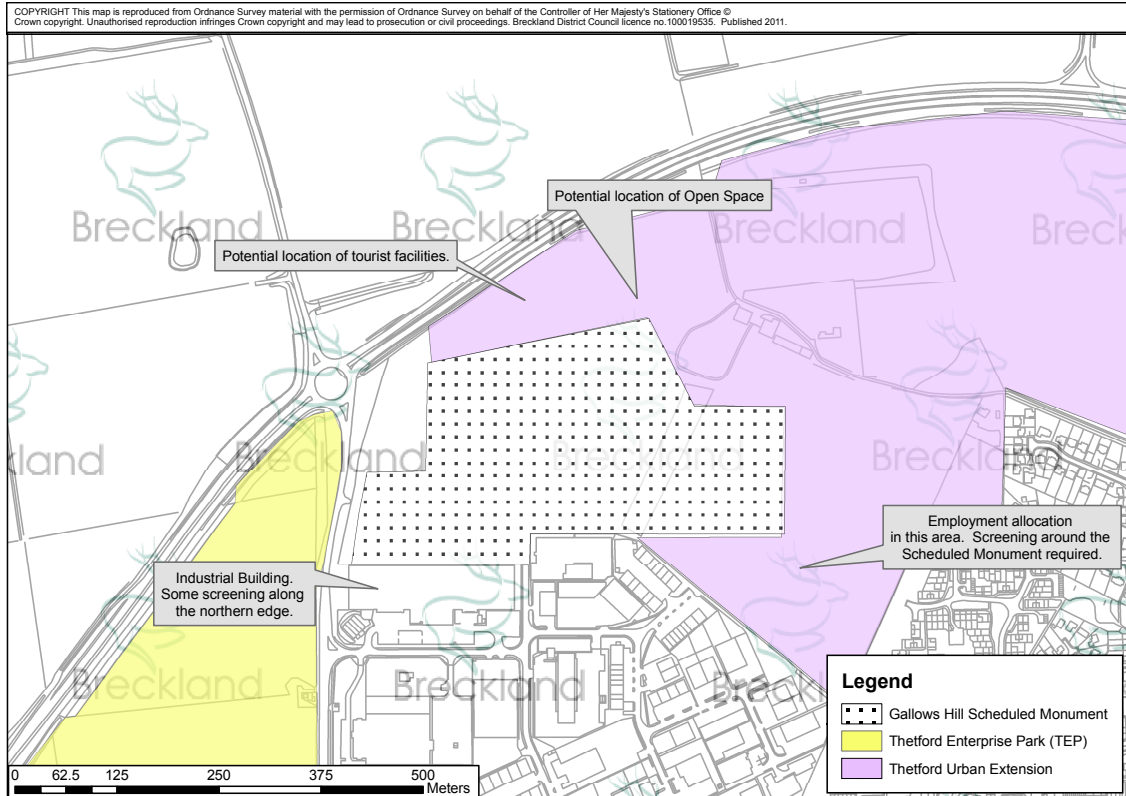 COPYRIGHT This map is reproduced from Ordnance Survey material with the permission of Ordnance Survey on behalf of the Controller of Her Majesty's Stationery Office ©
Crown copyright. Unauthorised reproduction infringes Crown copyright and may lead to prosecution or civil proceedings. Breckland District Council licence no.100019535. Published 2011.
Potential location of Open Space
Breckland
Breckland
Breckland
Breck
Potential location of tourist facilities.
kland
Breckland
Breckland
Breckland
Employment allocation
in this area. Screening around the
Scheduled Monument required.
Industrial Building.
Some screening along
the northern edge.
Breckland
Breckland
Breckl
Legend
Gallows Hill Scheduled Monument
Thetford Enterprise Park (TEP)
Thetford Urban Extension
0 62.5 125 250 375 500
Meters